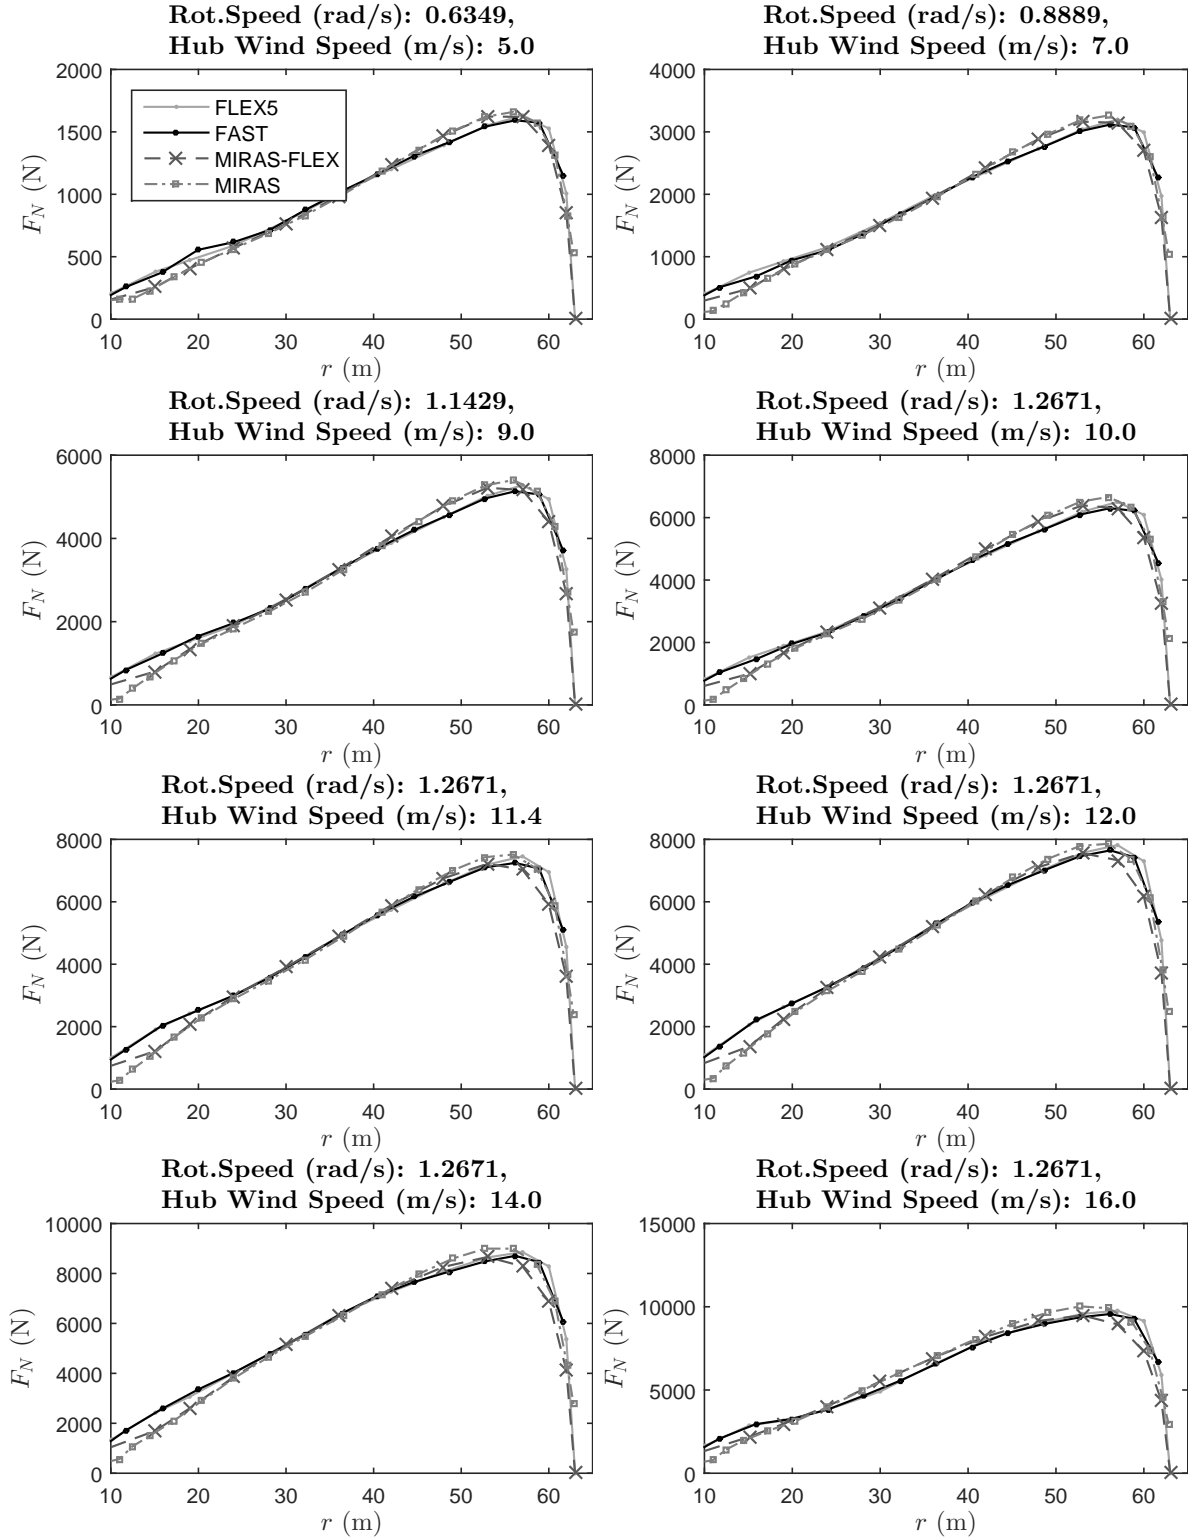 Rot.Speed (rad/s): 0.6349,
Hub Wind Speed (m/s): 5.0
2000
1500
1000
500
0
F_N (N)
FLEX5
FAST
MIRAS-FLEX
MIRAS
10 20 30 40 50 60
r (m)
Rot.Speed (rad/s): 0.8889,
Hub Wind Speed (m/s): 7.0
4000
3000
2000
1000
0
F_N (N)
10 20 30 40 50 60
r (m)
Rot.Speed (rad/s): 1.1429,
Hub Wind Speed (m/s): 9.0
6000
4000
2000
0
F_N (N)
10 20 30 40 50 60
r (m)
Rot.Speed (rad/s): 1.2671,
Hub Wind Speed (m/s): 10.0
8000
6000
4000
2000
0
F_N (N)
10 20 30 40 50 60
r (m)
Rot.Speed (rad/s): 1.2671,
Hub Wind Speed (m/s): 11.4
8000
6000
4000
2000
0
F_N (N)
10 20 30 40 50 60
r (m)
Rot.Speed (rad/s): 1.2671,
Hub Wind Speed (m/s): 12.0
8000
6000
4000
2000
0
F_N (N)
10 20 30 40 50 60
r (m)
Rot.Speed (rad/s): 1.2671,
Hub Wind Speed (m/s): 14.0
10000
8000
6000
4000
2000
0
F_N (N)
10 20 30 40 50 60
r (m)
Rot.Speed (rad/s): 1.2671,
Hub Wind Speed (m/s): 16.0
15000
10000
5000
0
F_N (N)
10 20 30 40 50 60
r (m)